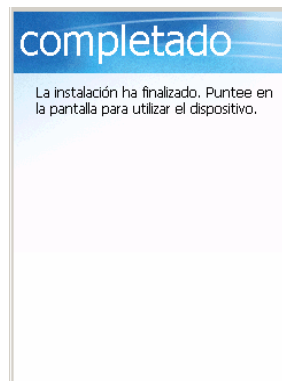 completado
La instalación ha finalizado. Puntee en
la pantalla para utilizar el dispositivo.